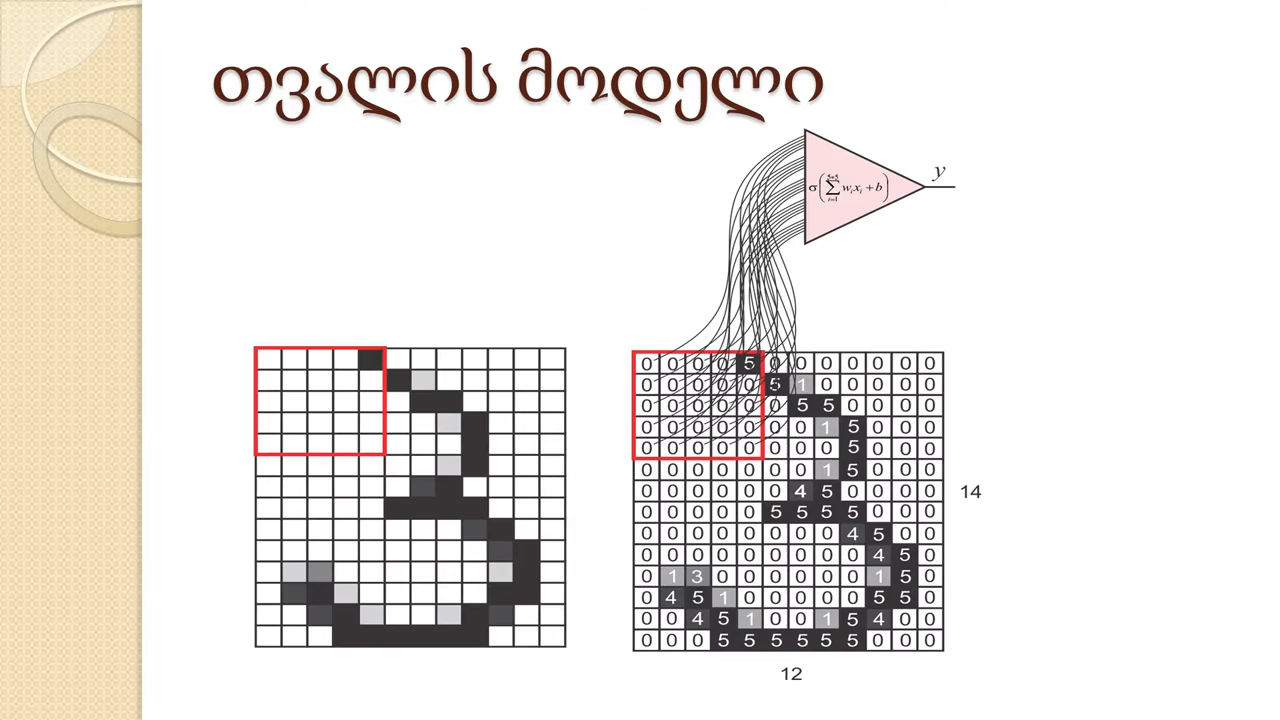 თვალის მოდელი
y
σ(∑ wᵢxᵢ + b)
5*5
i=1
0 0 0 0 5 0 0 0 0 0 0 0
0 0 0 0 0 5 1 0 0 0 0 0
0 0 0 0 0 0 5 5 0 0 0 0
0 0 0 0 0 0 0 1 5 0 0 0
0 0 0 0 0 0 0 0 5 0 0 0
0 0 0 0 0 0 0 1 5 0 0 0
0 0 0 0 0 0 4 5 0 0 0 0
14
0 0 0 0 0 5 5 5 5 0 0 0
0 0 0 0 0 0 0 0 4 5 0 0
0 0 0 0 0 0 0 0 0 4 5 0
0 1 3 0 0 0 0 0 0 1 5 0
0 4 5 1 0 0 0 0 0 5 5 0
0 0 4 5 1 0 0 1 5 4 0 0
0 0 0 5 5 5 5 5 5 0 0 0
12